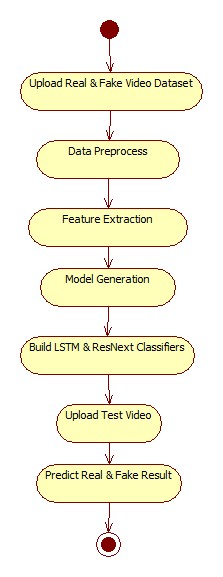 Upload Real & Fake Video Dataset
Data Preprocess
Feature Extraction
Model Generation
Build LSTM & ResNext Classifiers
Upload Test Video
Predict Real & Fake Result